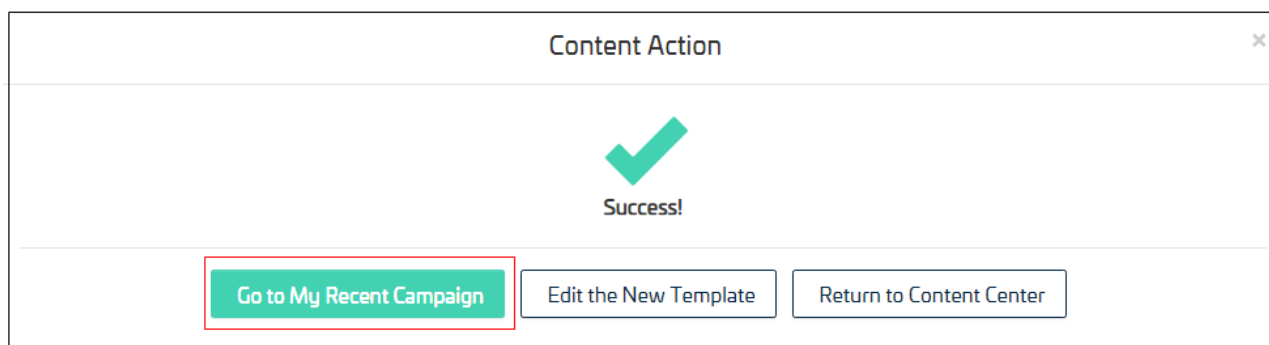 Content Action
×
Success!
Go to My Recent Campaign Edit the New Template Return to Content Center